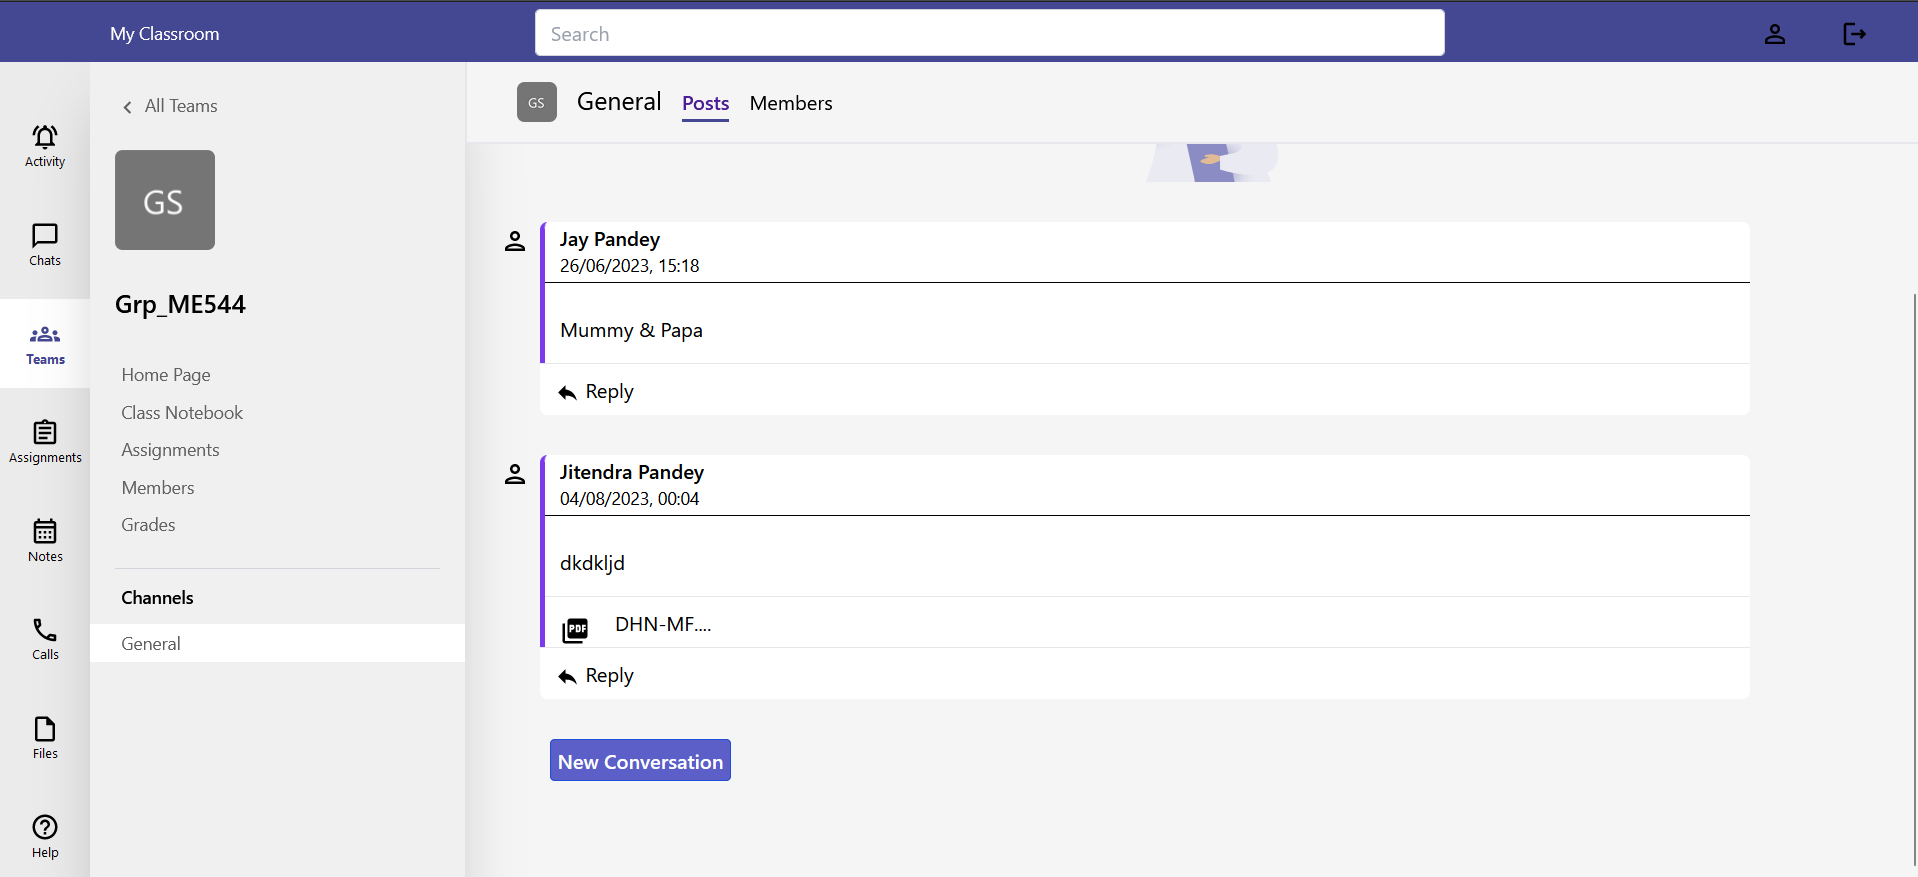 My Classroom
Search
Activity
Chats
Teams
Assignments
Notes
Calls
Files
Help
All Teams
GS
Grp_ME544
Home Page
Class Notebook
Assignments
Members
Grades
Channels
General
GS General Posts Members
Jay Pandey
26/06/2023, 15:18
Mummy & Papa
Reply
Jitendra Pandey
04/08/2023, 00:04
dkdkljd
PDF DHN-MF....
Reply
New Conversation